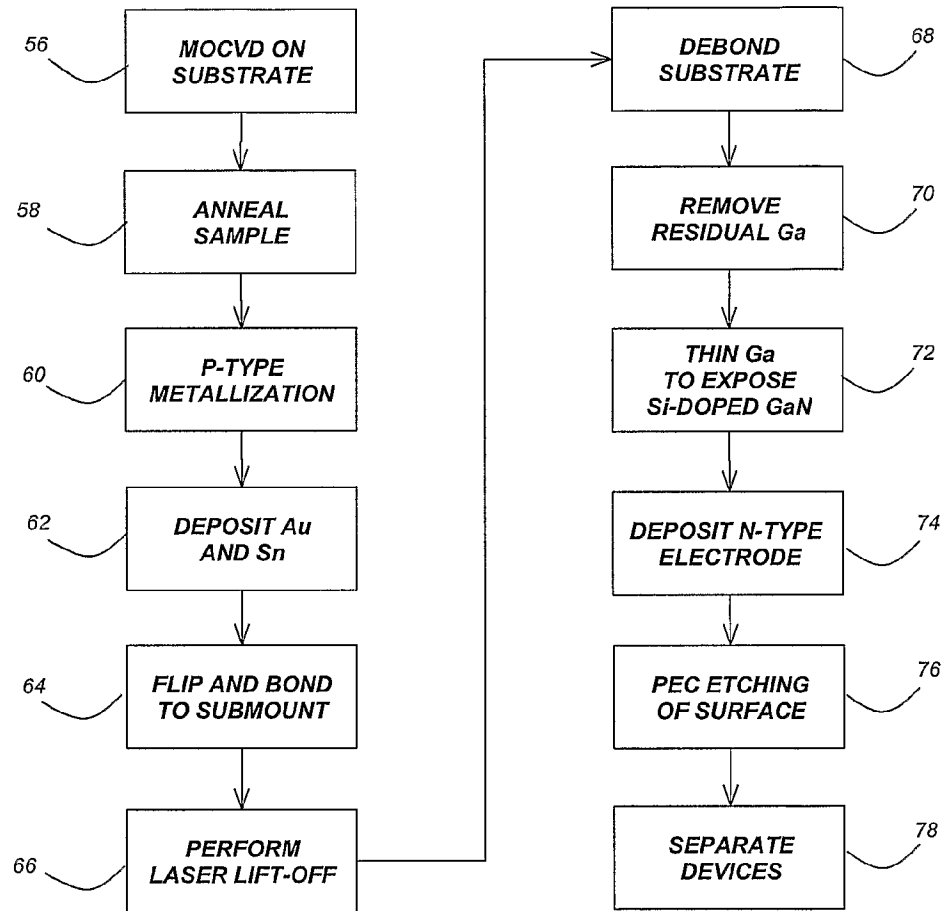 56
MOCVD ON
SUBSTRATE
58
ANNEAL
SAMPLE
60
P-TYPE
METALLIZATION
62
DEPOSIT Au
AND Sn
64
FLIP AND BOND
TO SUBMOUNT
66
PERFORM
LASER LIFT-OFF
68
DEBOND
SUBSTRATE
70
REMOVE
RESIDUAL Ga
72
THIN Ga
TO EXPOSE
Si-DOPED GaN
74
DEPOSIT N-TYPE
ELECTRODE
76
PEC ETCHING
OF SURFACE
78
SEPARATE
DEVICES